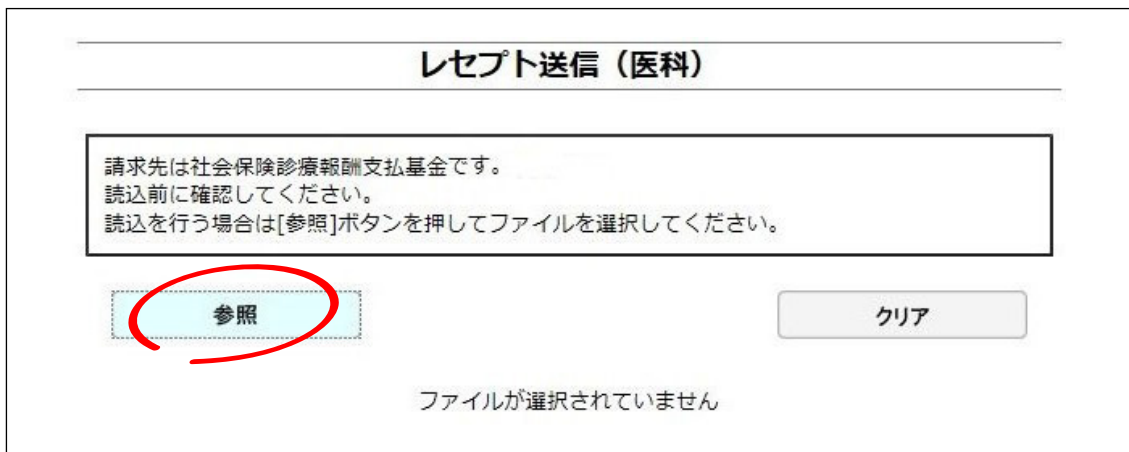 レセプト送信（医科）
請求先は社会保険診療報酬支払基金です。
読込前に確認してください。
読込を行う場合は[参照]ボタンを押してファイルを選択してください。
参照
クリア
ファイルが選択されていません